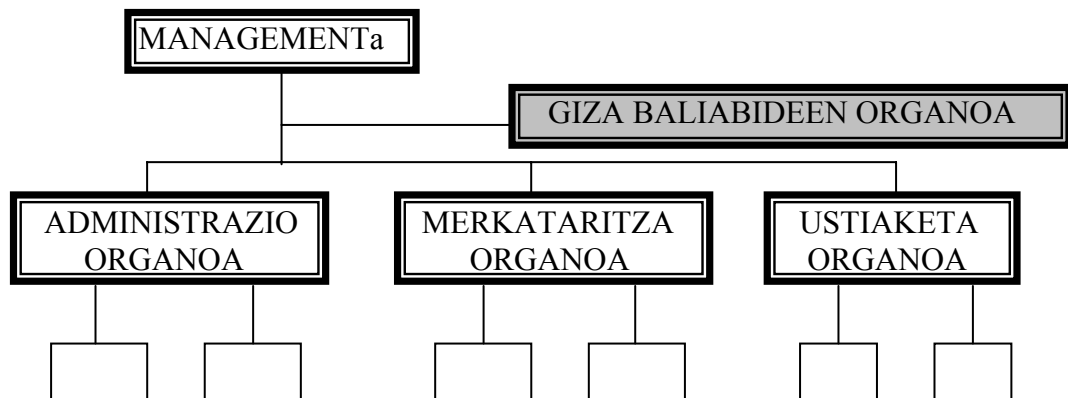 MANAGEMENTa
GIZA BALIABIDEEN ORGANOA
ADMINISTRAZIO
ORGANOA
MERKATARITZA
ORGANOA
USTIAKETA
ORGANOA